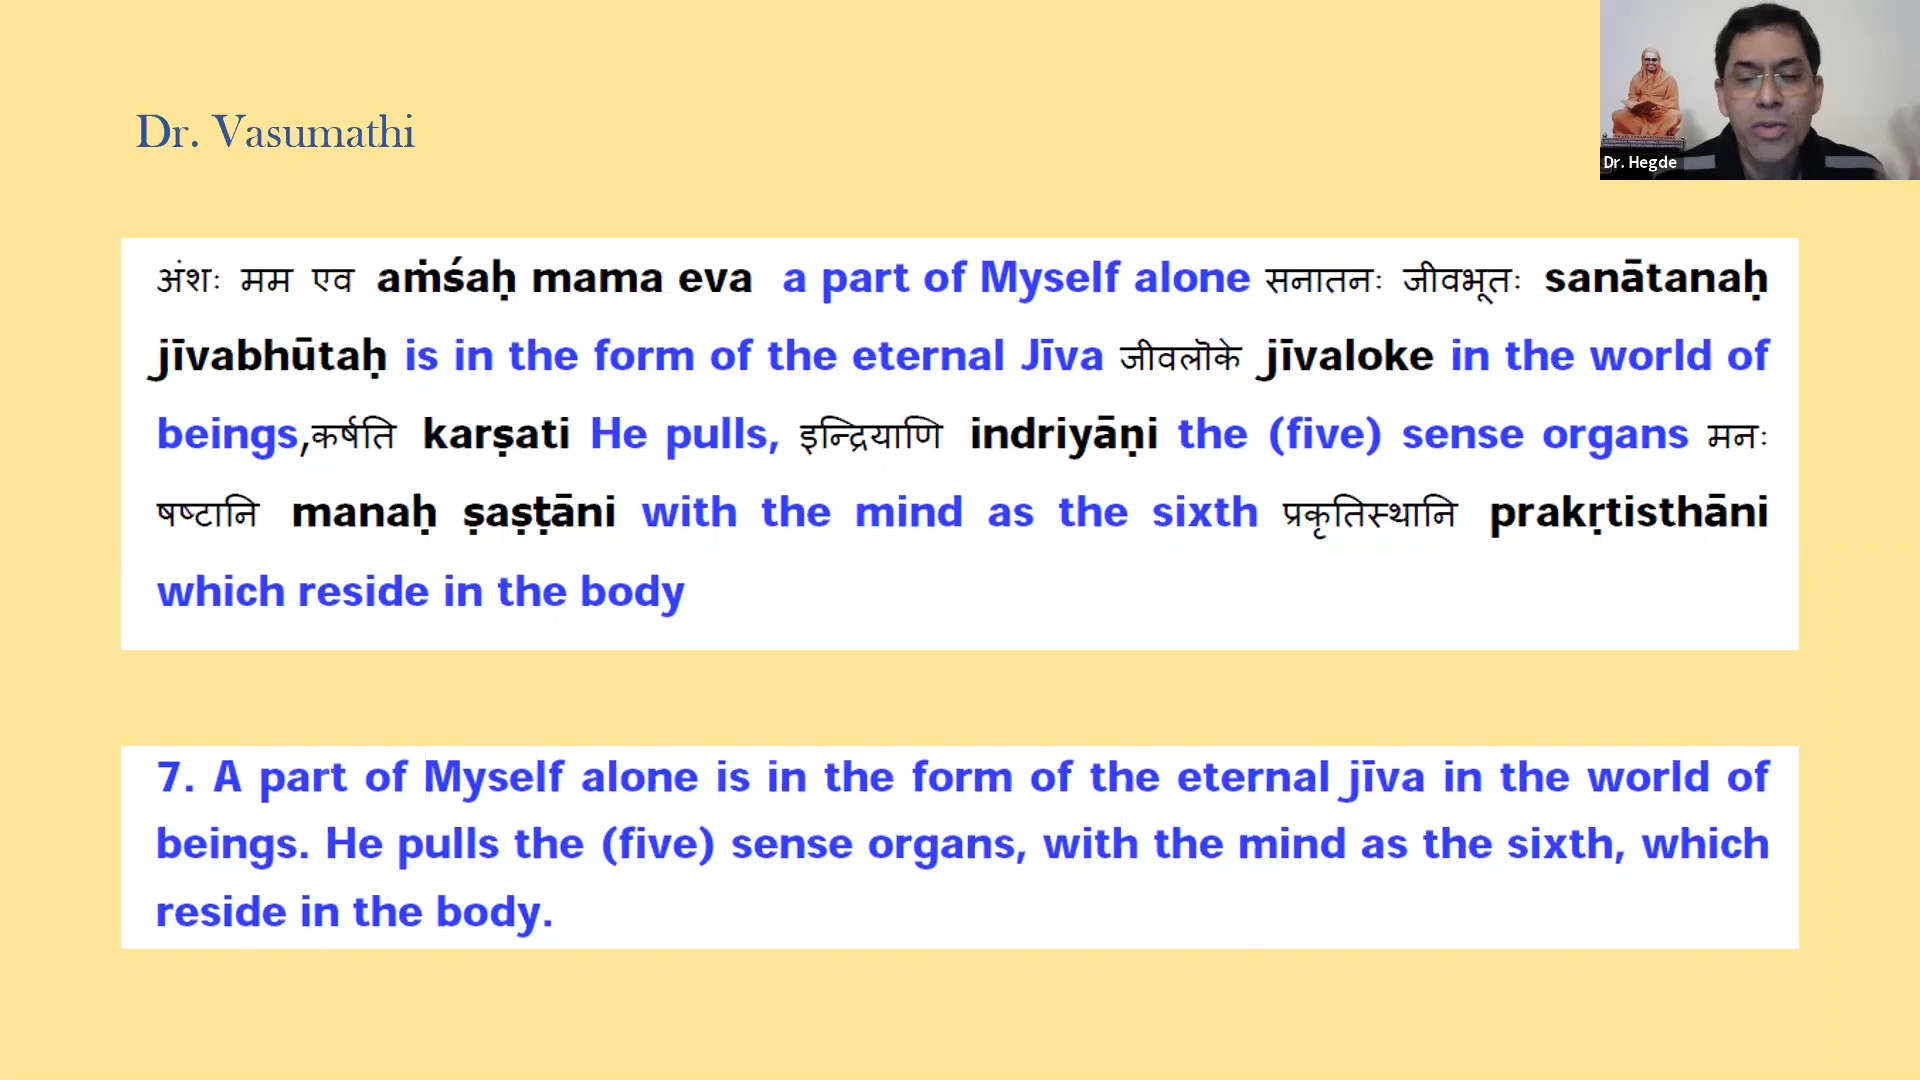 Dr. Vasumathi
Dr. Hegde
अंशः मम एव aṁśaḥ mama eva a part of Myself alone सनातनः जीवभूतः sanātanaḥ
jīvabhūtaḥ is in the form of the eternal Jīva जीवलॊके jīvaloke in the world of
beings,कर्षति karṣati He pulls, इन्द्रियाणि indriyāṇi the (five) sense organs मनः
षष्टानि manaḥ ṣaṣṭāni with the mind as the sixth प्रकृतिस्थानि prakṛtisthāni
which reside in the body
7. A part of Myself alone is in the form of the eternal jīva in the world of
beings. He pulls the (five) sense organs, with the mind as the sixth, which
reside in the body.